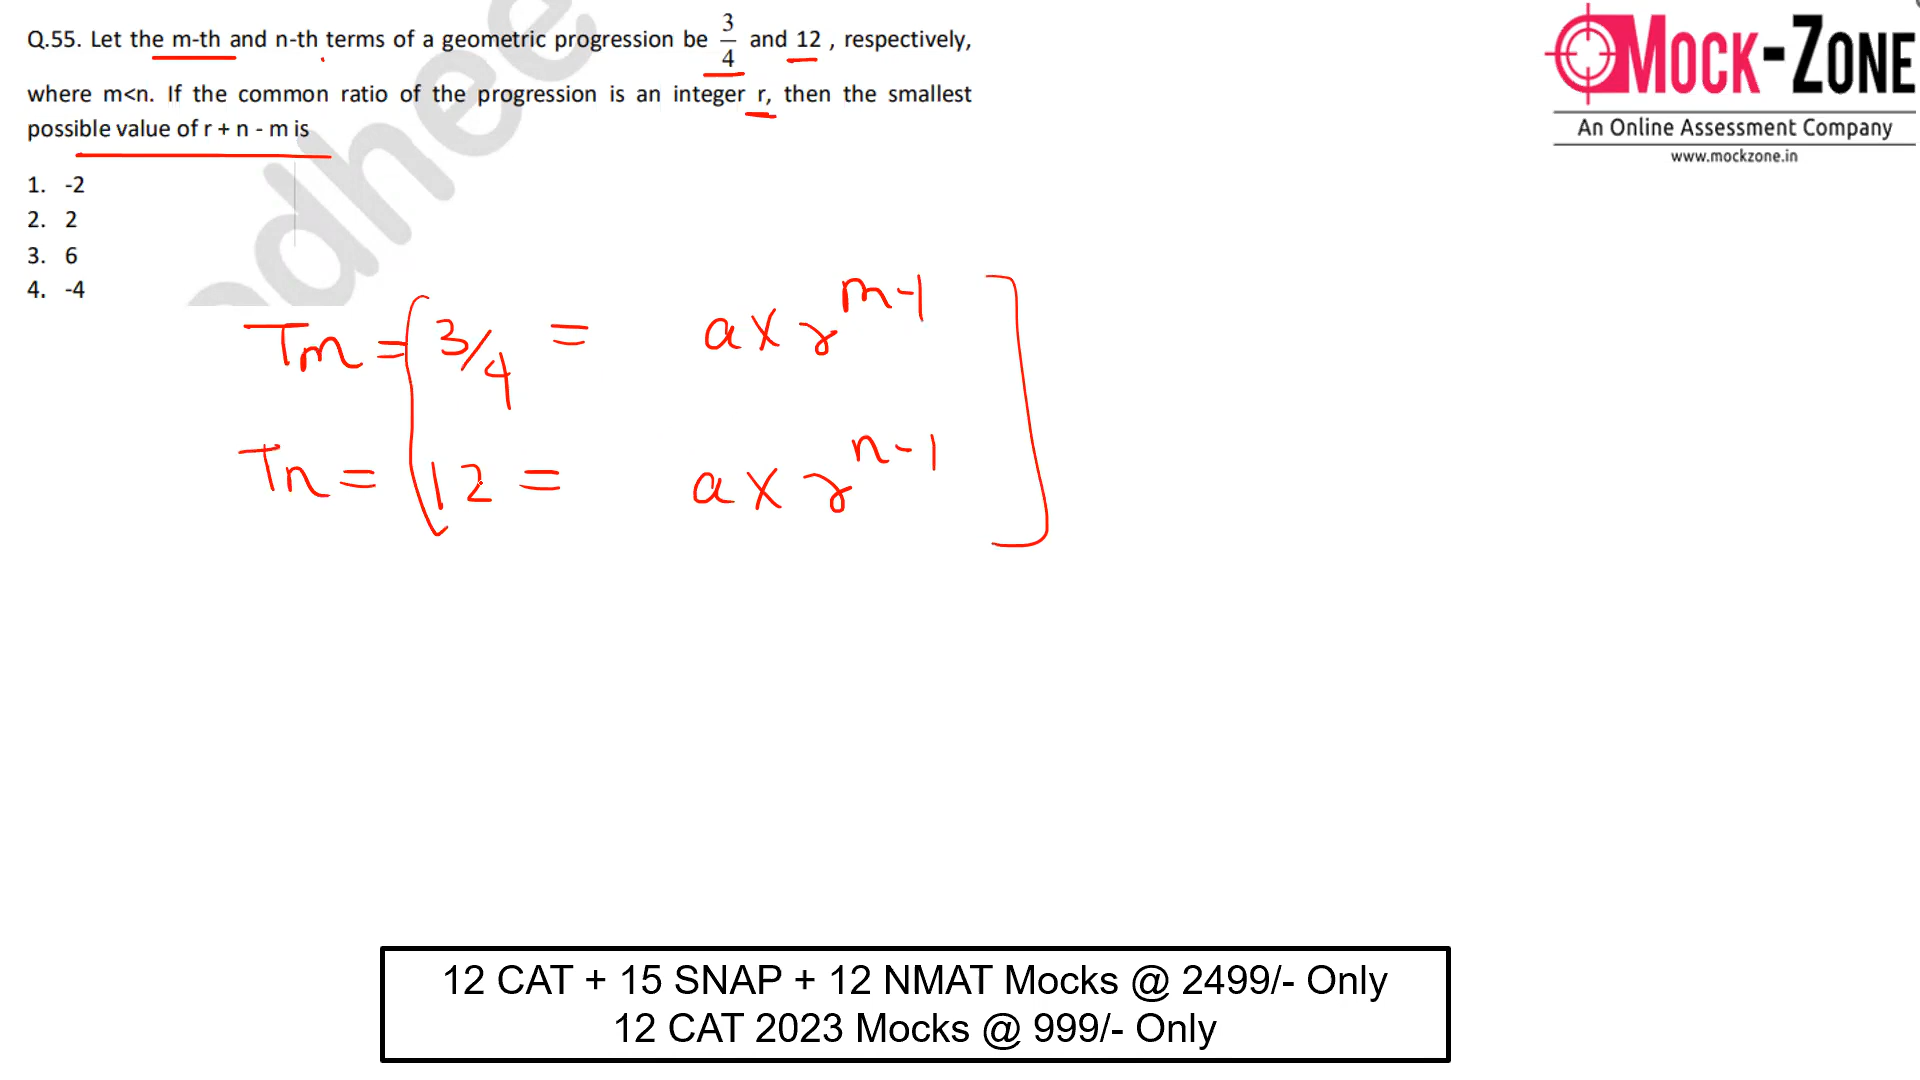 Q.55. Let the m-th and n-th terms of a geometric progression be 3/4 and 12 , respectively,
where m<n. If the common ratio of the progression is an integer r, then the smallest
possible value of r + n - m is
1. -2
2. 2
3. 6
4. -4
MOCK-ZONE
An Online Assessment Company
www.mockzone.in
dhee
Tm = 3/4 = a x r^m-1
Tn = 12 = a x r^n-1
12 CAT + 15 SNAP + 12 NMAT Mocks @ 2499/- Only
12 CAT 2023 Mocks @ 999/- Only